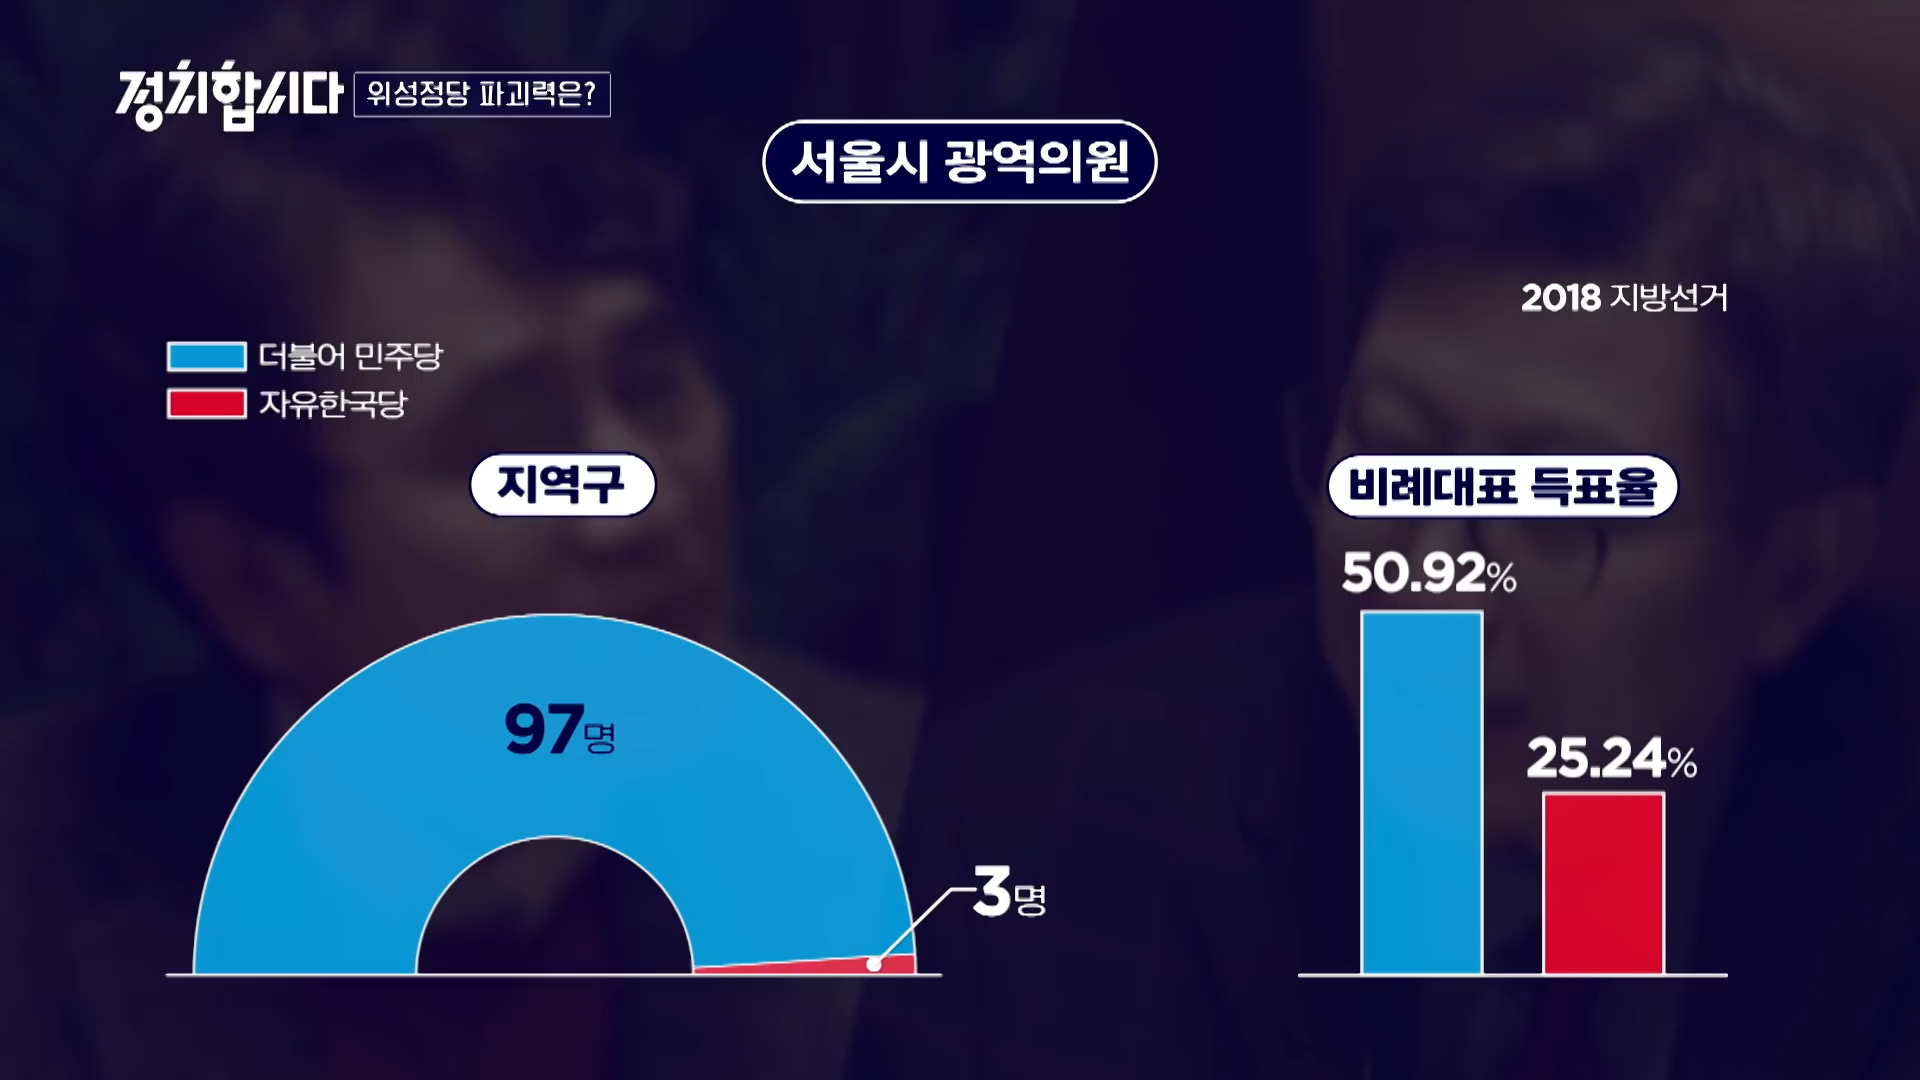 정치합시다 위성정당 파괴력은?
서울시 광역의원
2018 지방선거
더불어 민주당
자유한국당
지역구
비례대표 득표율
50.92%
97명
25.24%
3명